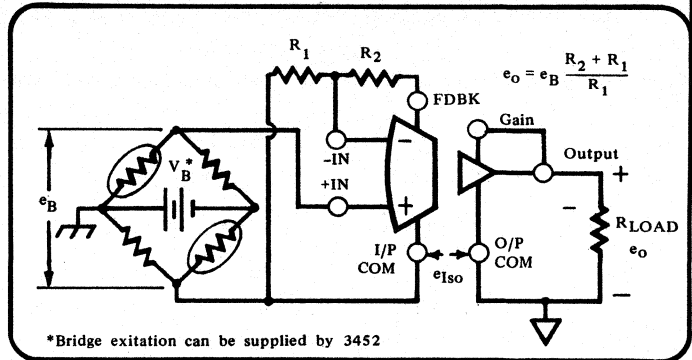 R1 R2
eo = eB (R2 + R1) / R1
FDBK
Gain
VB*
-IN
−
Output
+
eB
+IN
+
−
RLOAD
eo
I/P
COM
eIso
O/P
COM
−
*Bridge exitation can be supplied by 3452